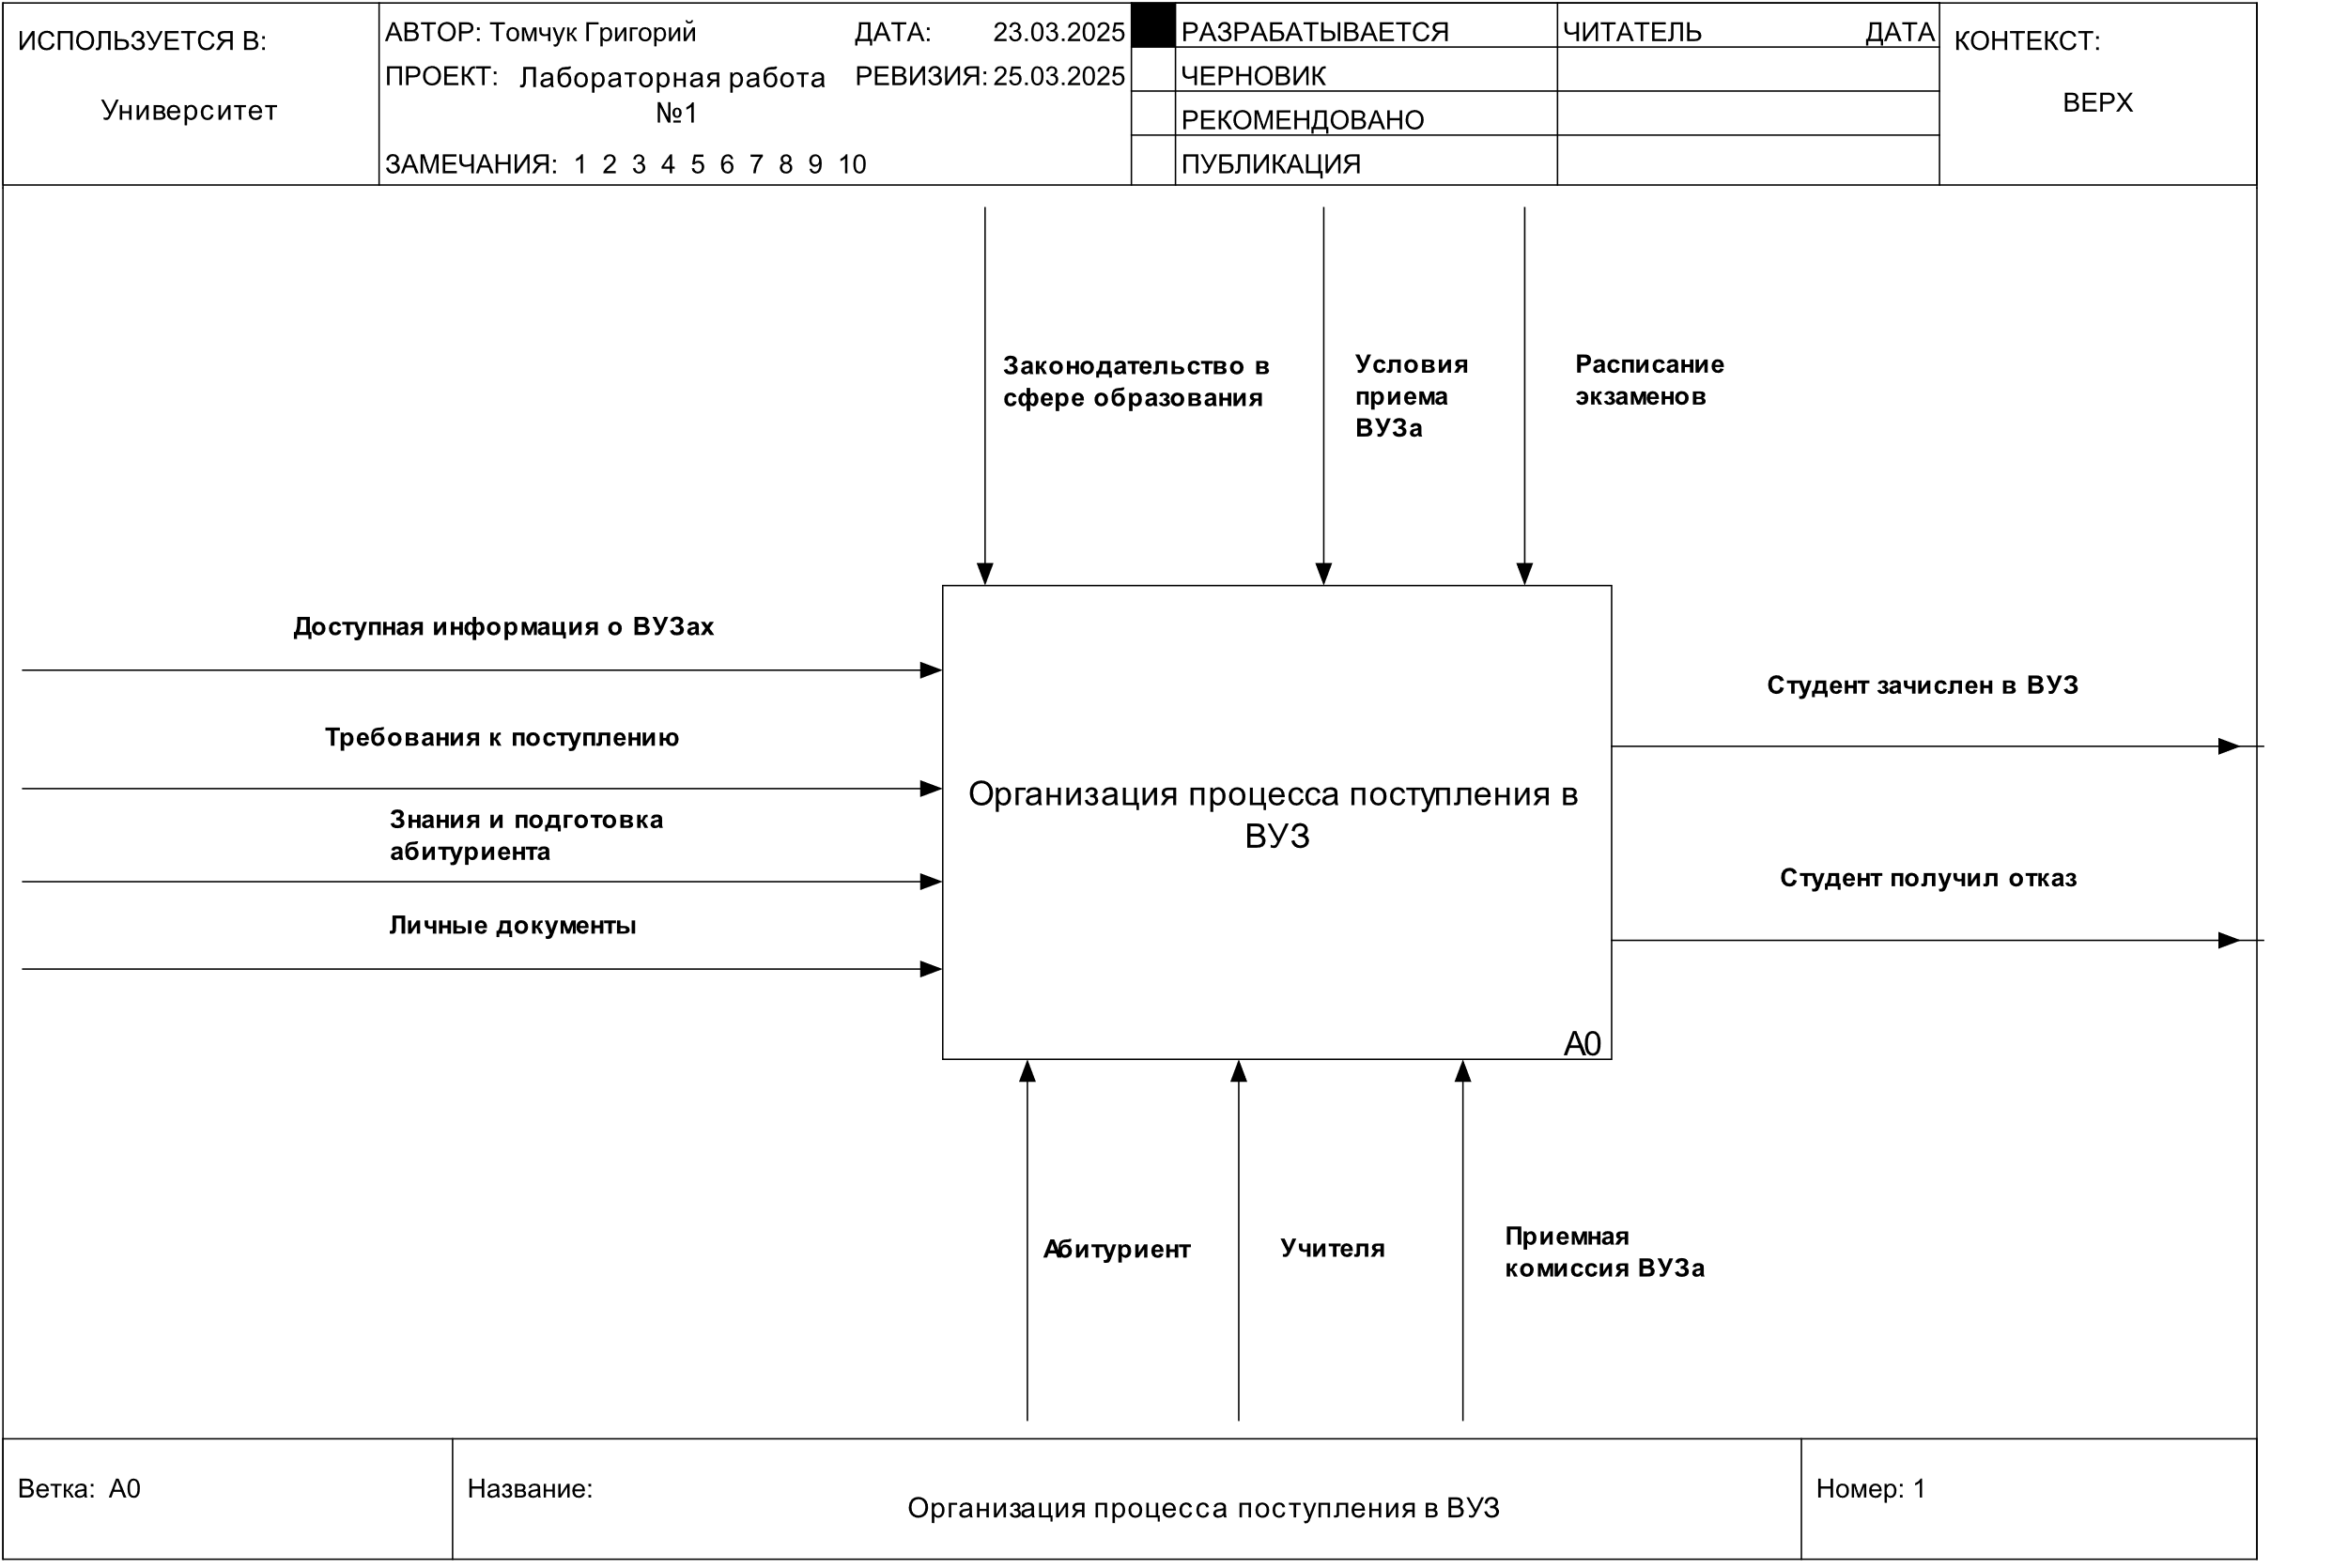 ИСПОЛЬЗУЕТСЯ В:
Университет
АВТОР: Томчук Григорий
ДАТА: 23.03.2025
ПРОЕКТ: Лабораторная работа
№1
РЕВИЗИЯ: 25.03.2025
ЗАМЕЧАНИЯ: 1 2 3 4 5 6 7 8 9 10
РАЗРАБАТЫВАЕТСЯ
ЧЕРНОВИК
РЕКОМЕНДОВАНО
ПУБЛИКАЦИЯ
ЧИТАТЕЛЬ ДАТА
КОНТЕКСТ:
ВЕРХ
Законодательство в
сфере образования
Условия
приема
ВУЗа
Расписание
экзаменов
Доступная информация о ВУЗах
Требования к поступлению
Знания и подготовка
абитуриента
Личные документы
Организация процесса поступления в
ВУЗ
A0
Студент зачислен в ВУЗ
Студент получил отказ
Абитуриент
Учителя
Приемная
комиссия ВУЗа
Ветка: A0
Название:
Организация процесса поступления в ВУЗ
Номер: 1